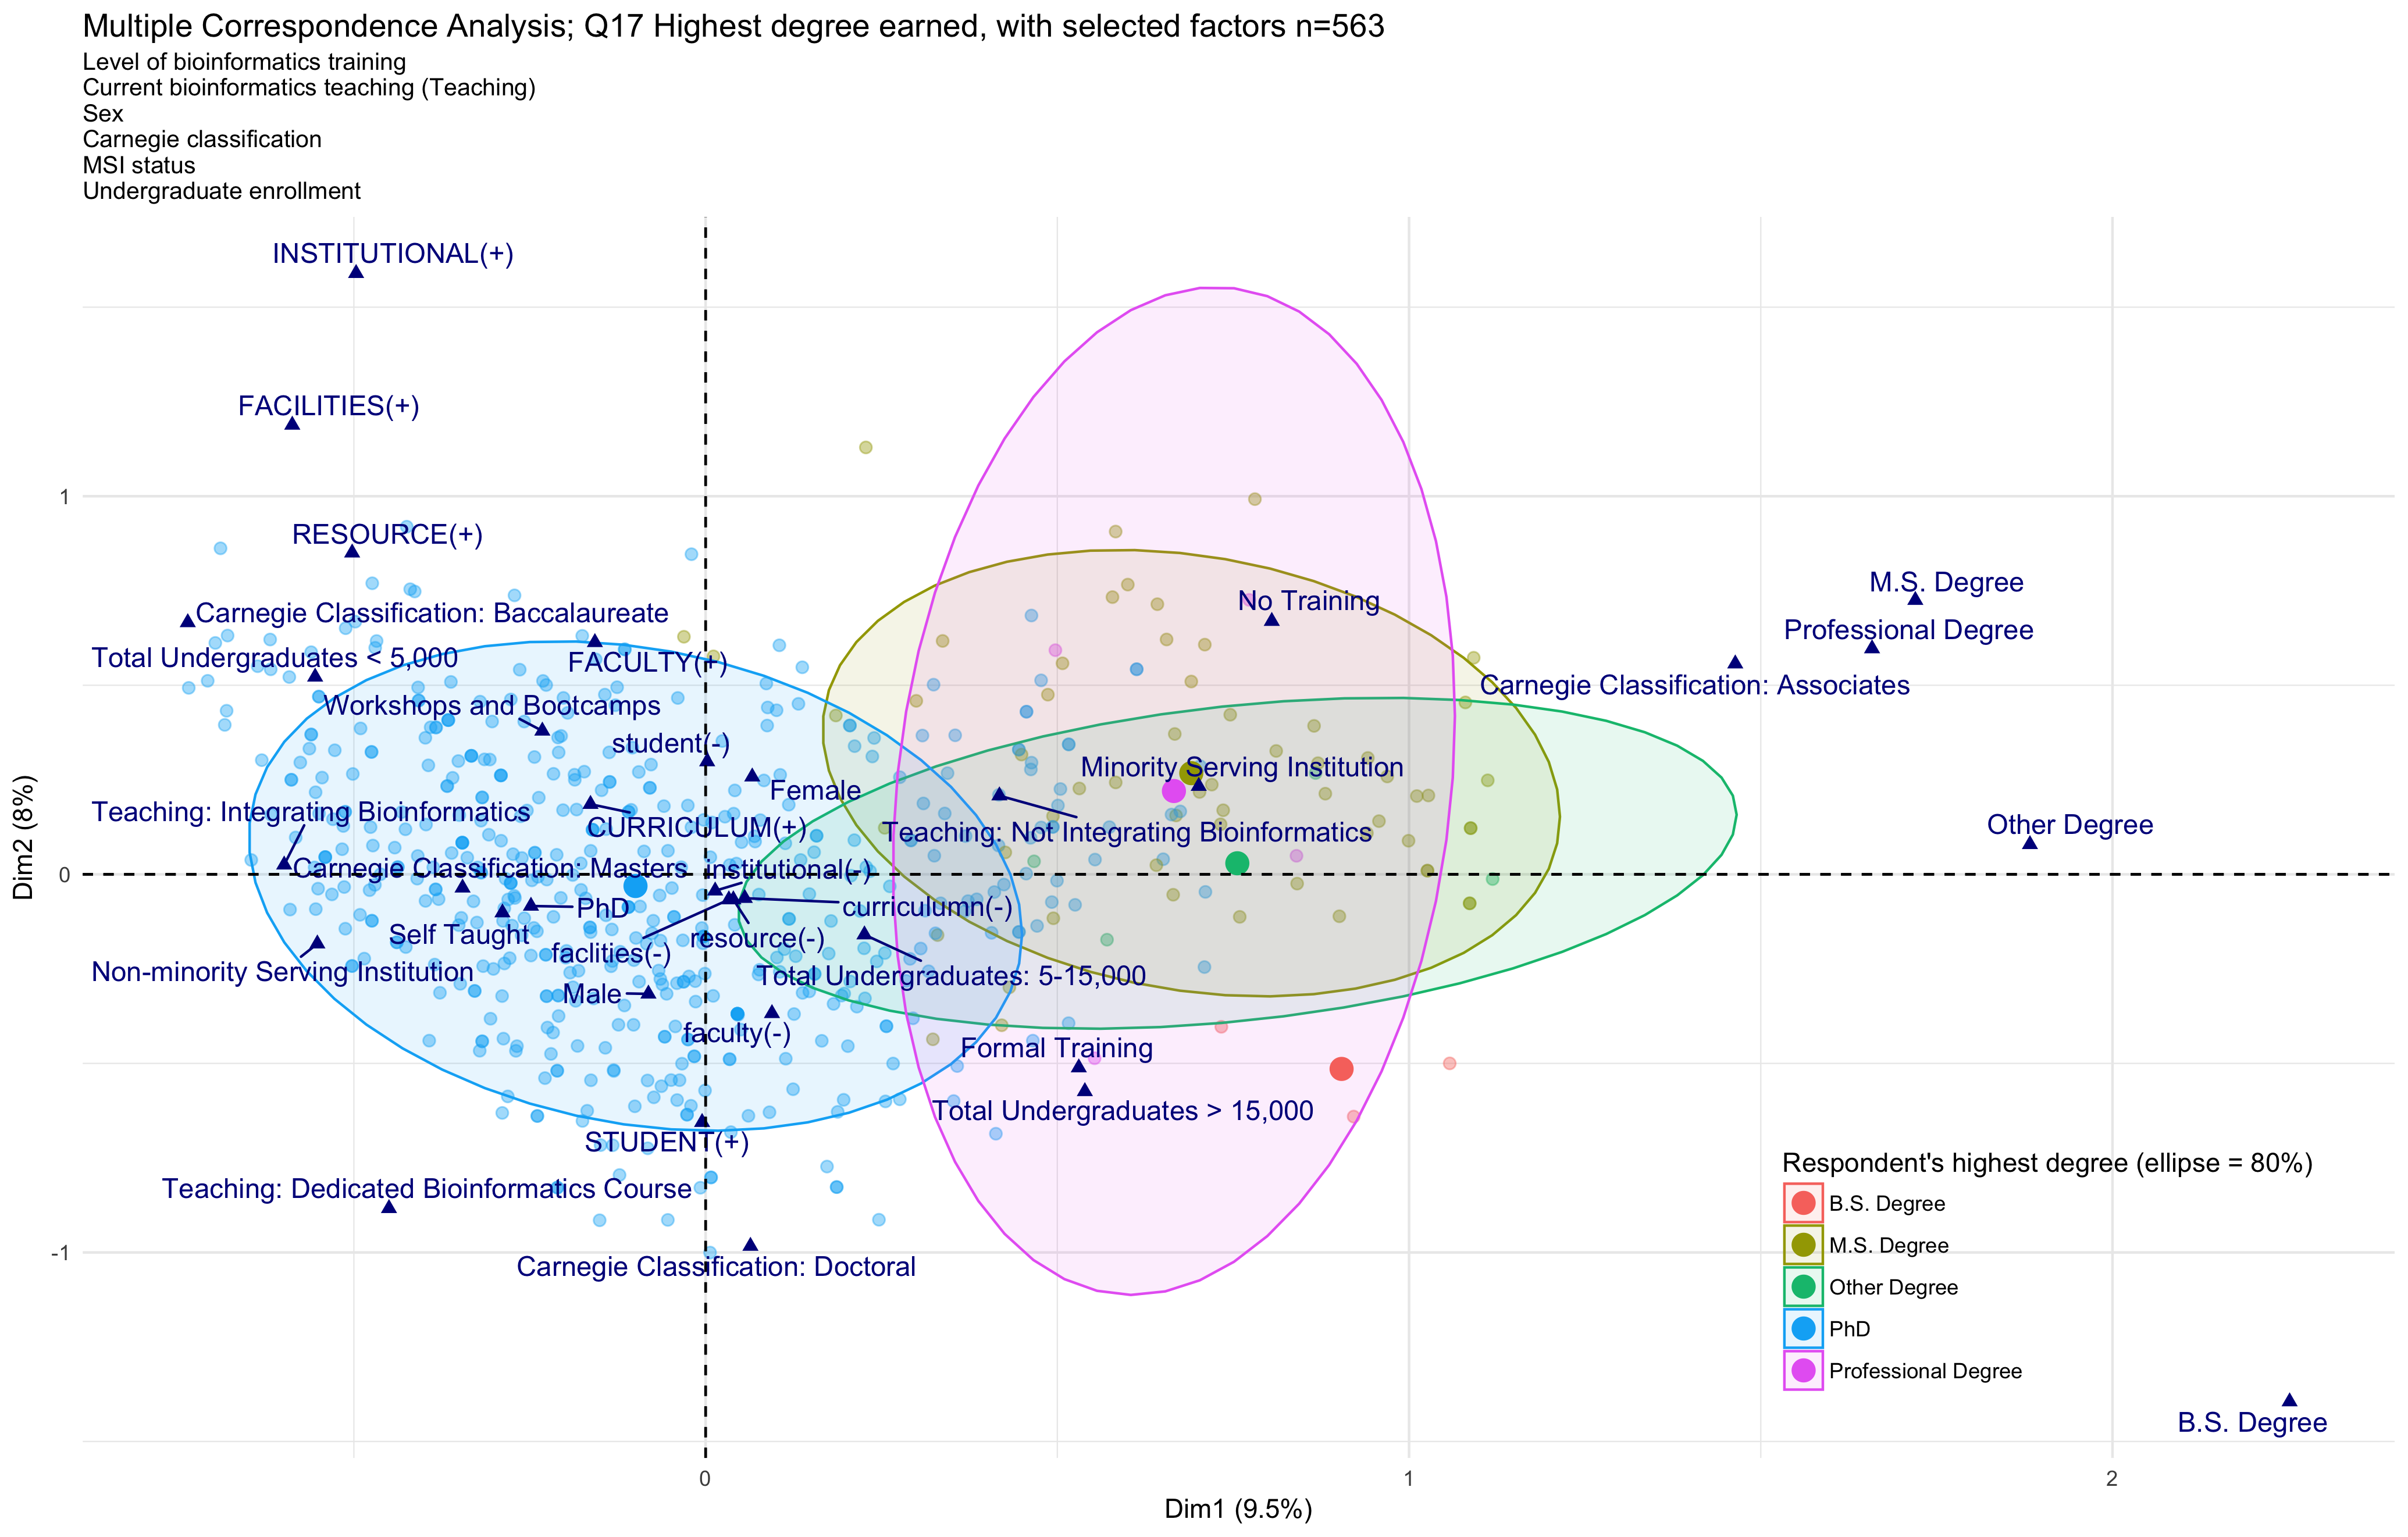 Multiple Correspondence Analysis; Q17 Highest degree earned, with selected factors n=563
Level of bioinformatics training
Current bioinformatics teaching (Teaching)
Sex
Carnegie classification
MSI status
Undergraduate enrollment
INSTITUTIONAL(+)
FACILITIES(+)
1
RESOURCE(+)
M.S. Degree
No Training
Carnegie Classification: Baccalaureate
Professional Degree
Total Undergraduates < 5,000
FACULTY(+)
Carnegie Classification: Associates
Workshops and Bootcamps
student(-)
Minority Serving Institution
Female
Teaching: Integrating Bioinformatics
CURRICULUM(+)
Teaching: Not Integrating Bioinformatics
Other Degree
Dim2 (8%)
0
Carnegie Classification: Masters
institutional(-)
PhD
curriculumn(-)
Self Taught
resource(-)
faclities(-)
Non-minority Serving Institution
Total Undergraduates: 5-15,000
Male
faculty(-)
Formal Training
Total Undergraduates > 15,000
STUDENT(+)
Teaching: Dedicated Bioinformatics Course
-1
Carnegie Classification: Doctoral
Respondent's highest degree (ellipse = 80%)
B.S. Degree
M.S. Degree
Other Degree
PhD
Professional Degree
B.S. Degree
0
1
2
Dim1 (9.5%)